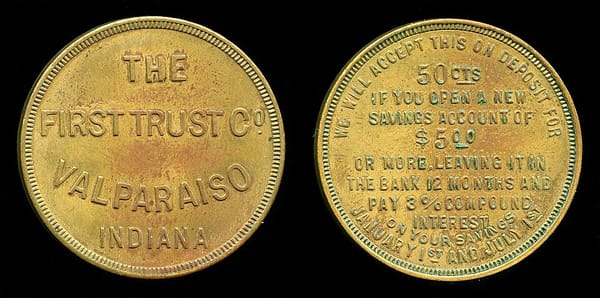 THE
FIRST TRUST Co
VALPARAISO
INDIANA
WE WILL ACCEPT THIS ON DEPOSIT FOR
50 CTS
IF YOU OPEN A NEW
SAVINGS ACCOUNT OF
$5.00
OR MORE, LEAVING IT IN
THE BANK 12 MONTHS AND
PAY 3% COMPOUND
INTEREST
ON YOUR SAVINGS
JANUARY 1ST AND JULY 1ST